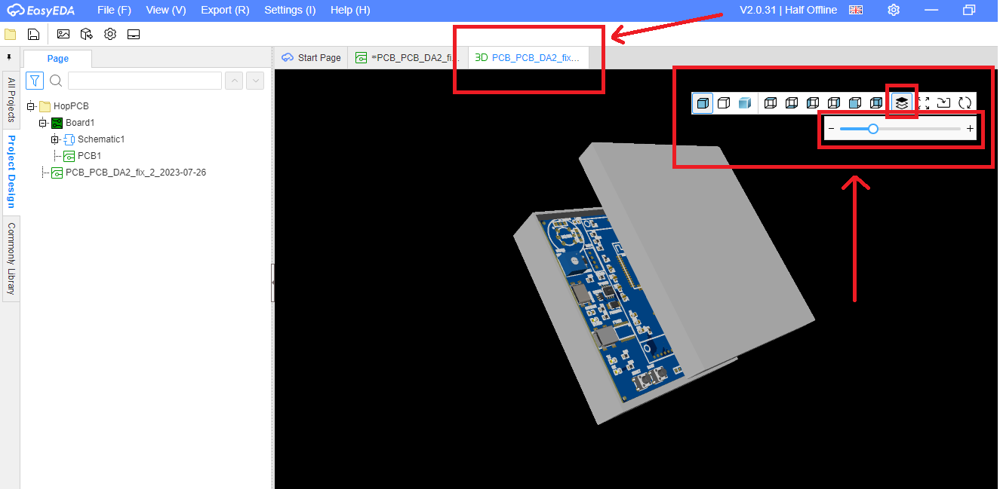 EasyEDA File (F) View (V) Export (R) Settings (I) Help (H) V2.0.31 | Half Offline
Page
Start Page
*PCB_PCB_DA2_fi...
3D PCB_PCB_DA2_fix...
All Projects
Project Design
Commonly Library
HopPCB
Board1
Schematic1
PCB1
PCB_PCB_DA2_fix_2_2023-07-26